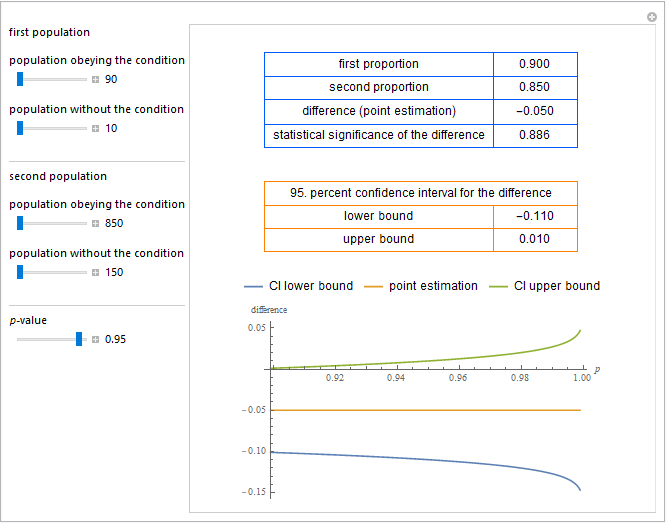 first population
population obeying the condition
90
population without the condition
10
second population
population obeying the condition
850
population without the condition
150
p-value
0.95
first proportion 0.900
second proportion 0.850
difference (point estimation) −0.050
statistical significance of the difference 0.886
95. percent confidence interval for the difference
lower bound −0.110
upper bound 0.010
CI lower bound point estimation CI upper bound
difference
0.05
0.92 0.94 0.96 0.98 1.00 p
−0.05
−0.10
−0.15